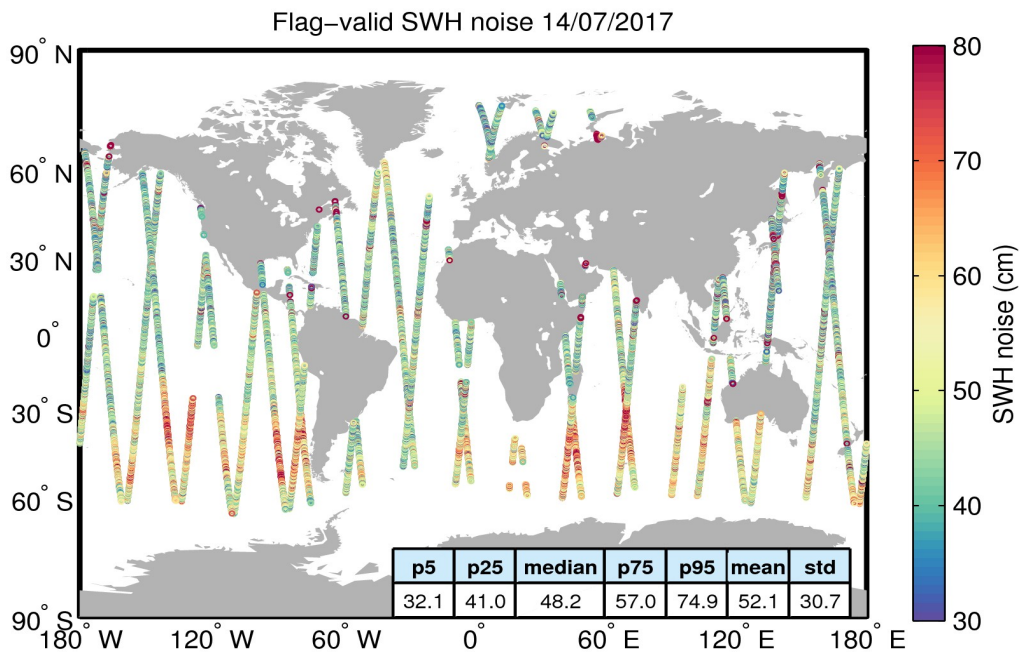 Flag−valid SWH noise 14/07/2017
90° N
60° N
30° N
0°
30° S
60° S
90° S
180° W
120° W
60° W
0°
60° E
120° E
180° E
p5 p25 median p75 p95 mean std
32.1 41.0 48.2 57.0 74.9 52.1 30.7
80
70
60
50
40
30
SWH noise (cm)